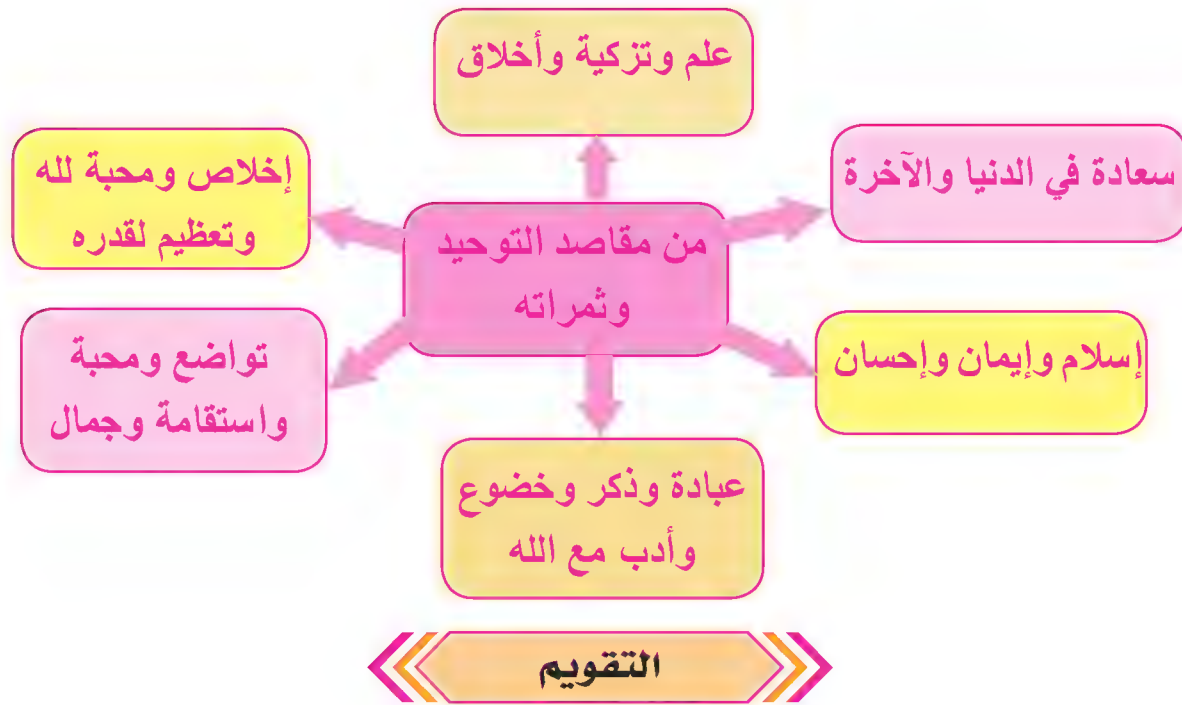 علم وتزكية وأخلاق
سعادة في الدنيا والآخرة
إخلاص ومحبة لله
وتعظيم لقدره
من مقاصد التوحيد
وثمراته
إسلام وإيمان وإحسان
تواضع ومحبة
واستقامة وجمال
عبادة وذكر وخضوع
وأدب مع الله
التقويم